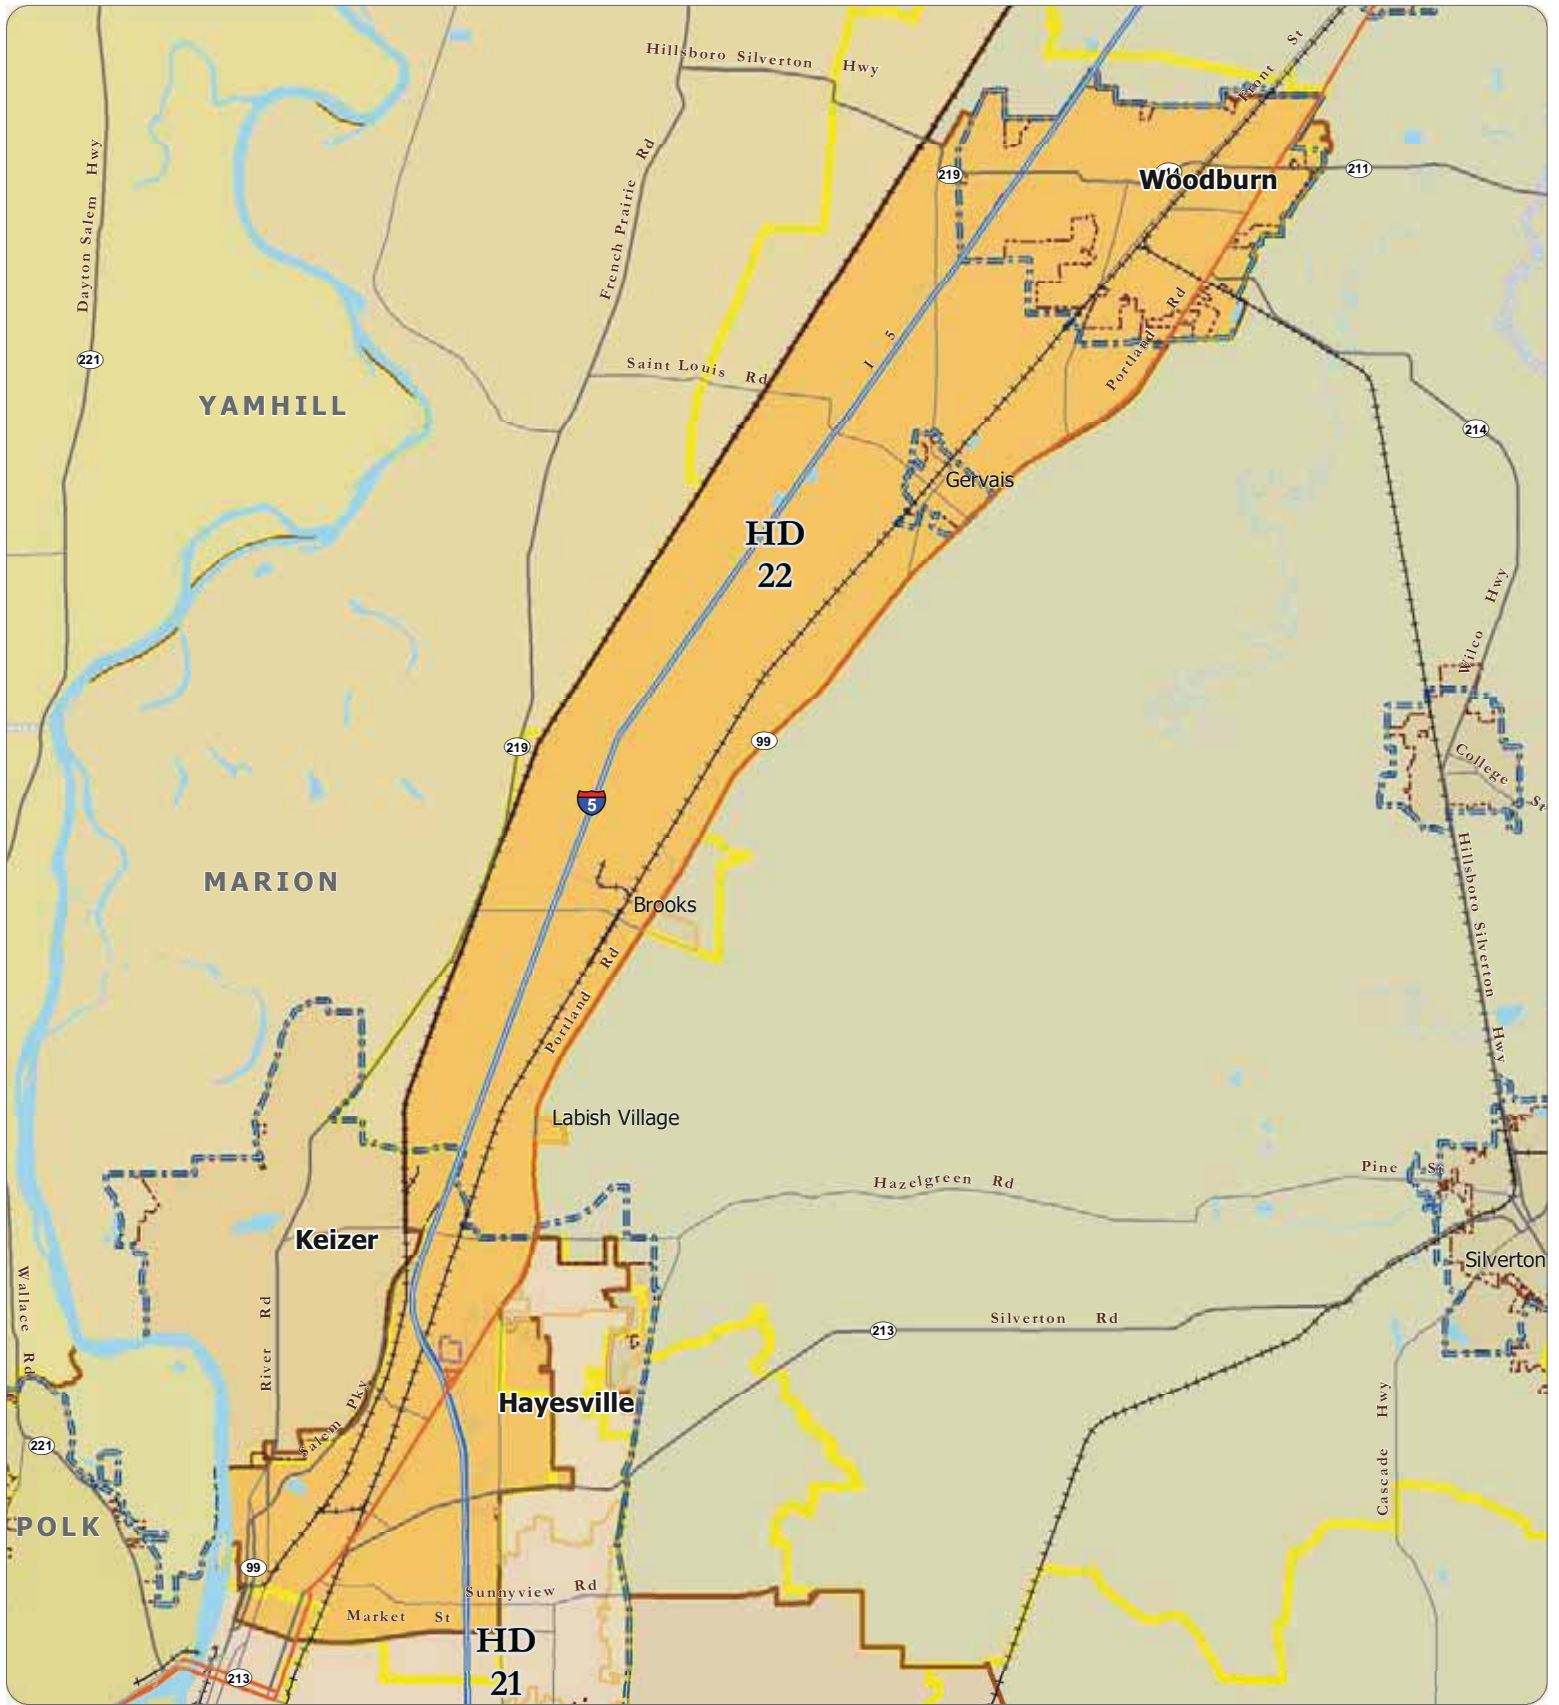 Hillsboro Silverton Hwy
Front St
Dayton Salem Hwy
French Prairie Rd
219
Woodburn
211
221
Saint Louis Rd
I 5
Portland Rd
YAMHILL
214
Gervais
HD
22
Wilco Hwy
219
99
College St
5
MARION
Brooks
Hillsboro Silverton Hwy
Portland Rd
Labish Village
Hazelgreen Rd
Pine St
Keizer
Silverton
Wallace Rd
River Rd
213
Silverton Rd
Salem Pky
Hayesville
Cascade Hwy
221
POLK
99
Sunnyview Rd
Market St
HD
21
213